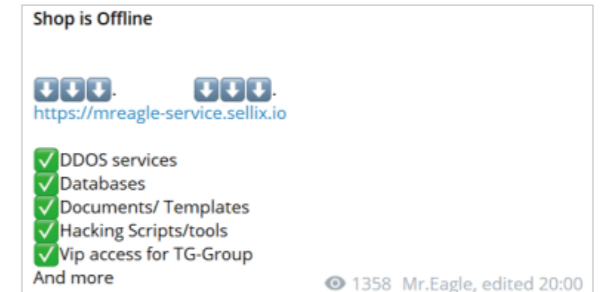 Shop is Offline
⬇️⬇️⬇️. ⬇️⬇️⬇️.
https://mreagle-service.sellix.io
✅DDOS services
✅Databases
✅Documents/ Templates
✅Hacking Scripts/tools
✅Vip access for TG-Group
And more
1358 Mr.Eagle, edited 20:00